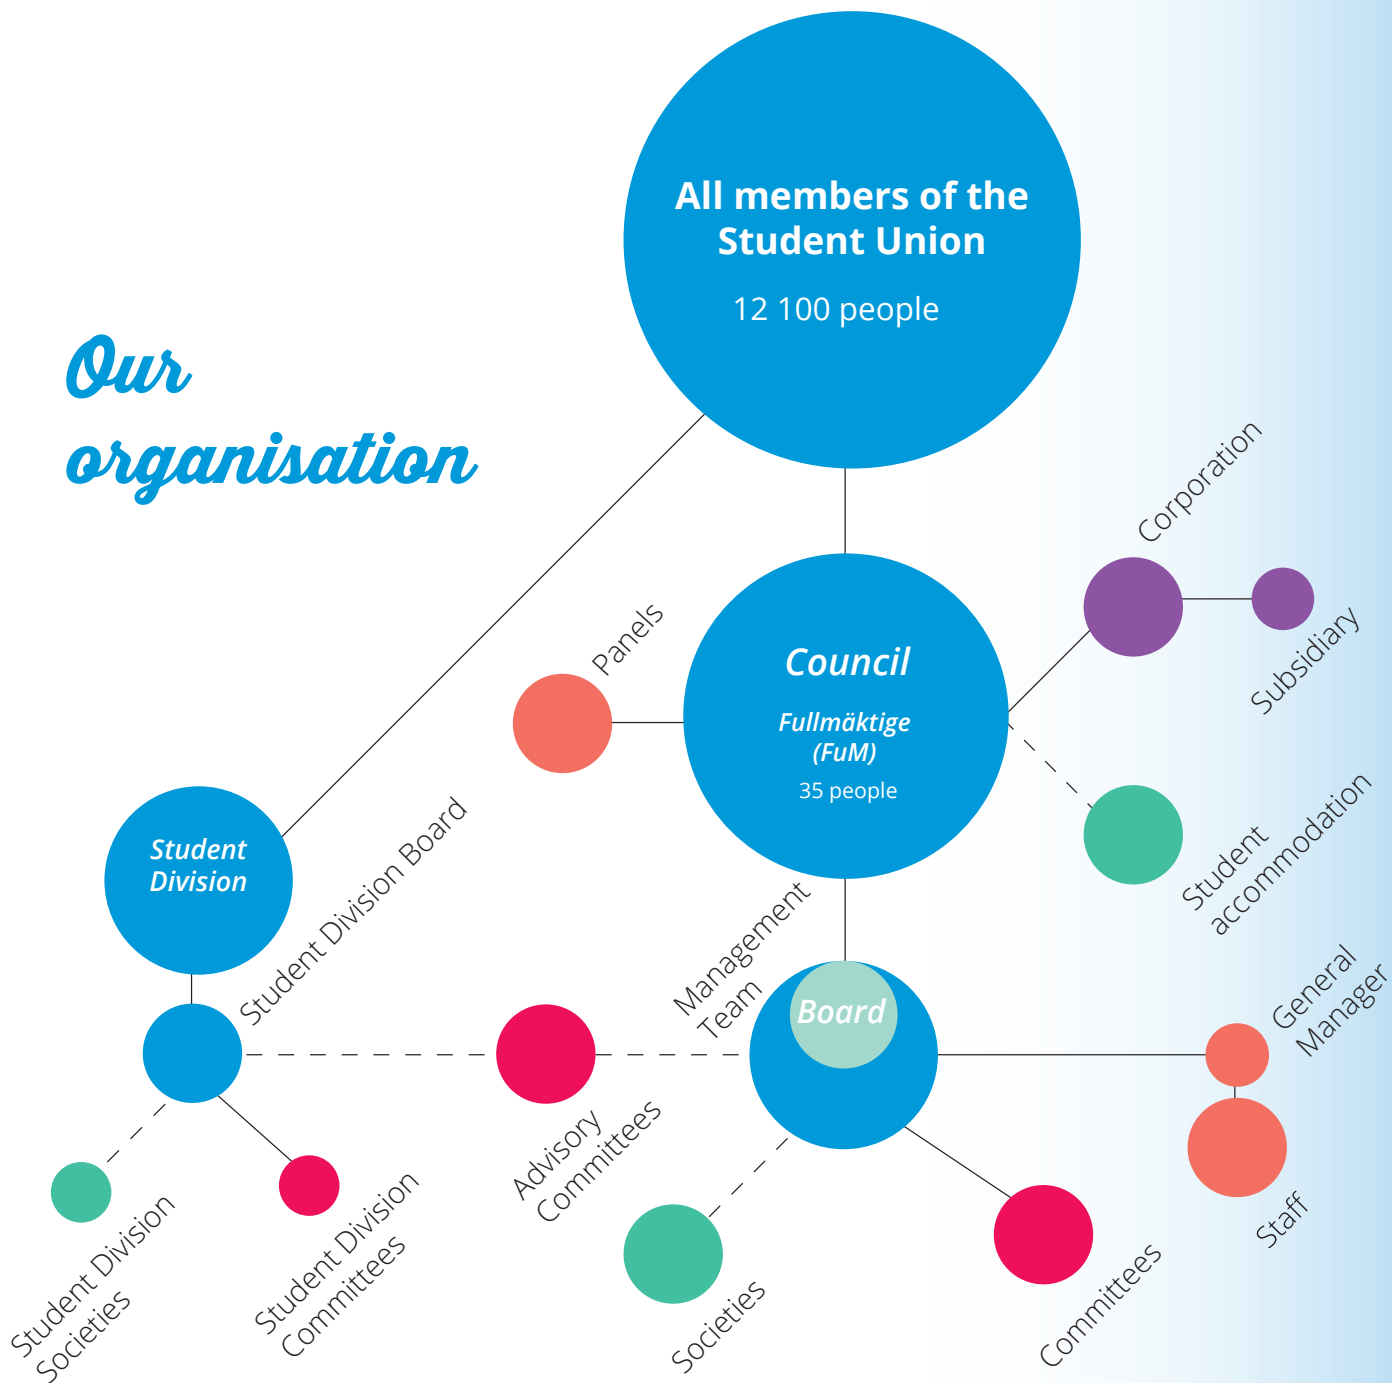 All members of the
Student Union
12 100 people
Our
organisation
Corporation
Subsidiary
Panels
Council
Fullmäktige
(FuM)
35 people
Student
accommodation
Student
Division
Student Division Board
Management
Team
Board
General
Manager
Staff
Advisory
Committees
Student Division
Societies
Student Division
Committees
Societies
Committees